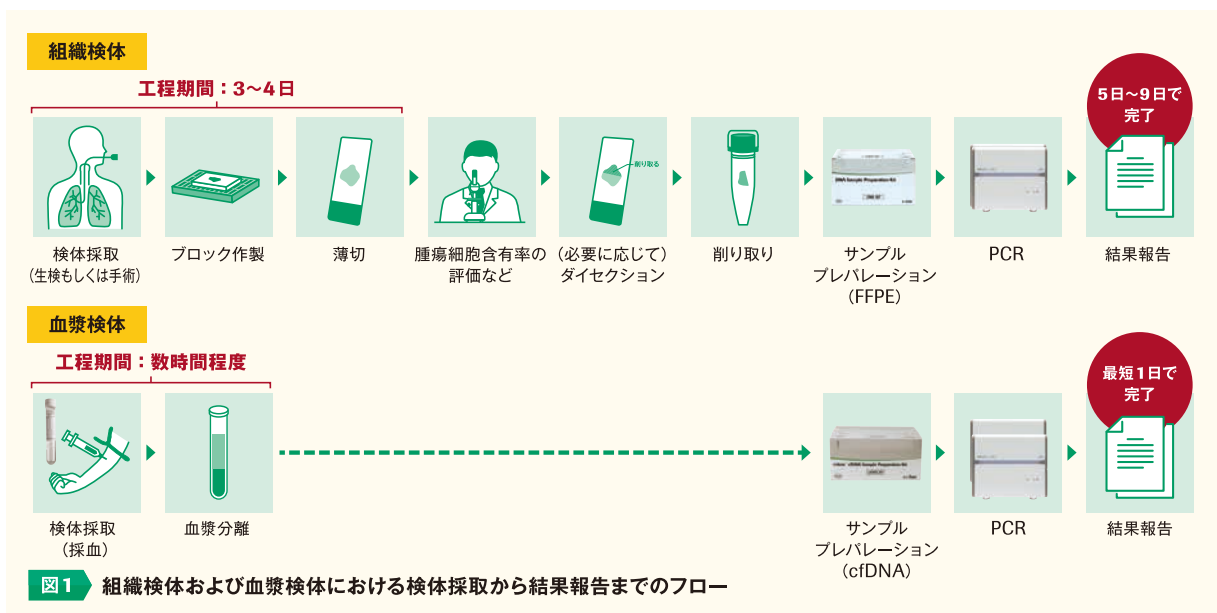 組織検体
工程期間：3〜4日
5日〜9日で
完了
削り取る
DNA Sample Preparation Kit
検体採取
(生検もしくは手術)
ブロック作製
薄切
腫瘍細胞含有率の
評価など
(必要に応じて)
ダイセクション
削り取り
サンプル
プレパレーション
(FFPE)
PCR
結果報告
血漿検体
工程期間：数時間程度
最短1日で
完了
cfDNA Sample Preparation Kit
検体採取
(採血)
血漿分離
サンプル
プレパレーション
(cfDNA)
PCR
結果報告
図1 組織検体および血漿検体における検体採取から結果報告までのフロー